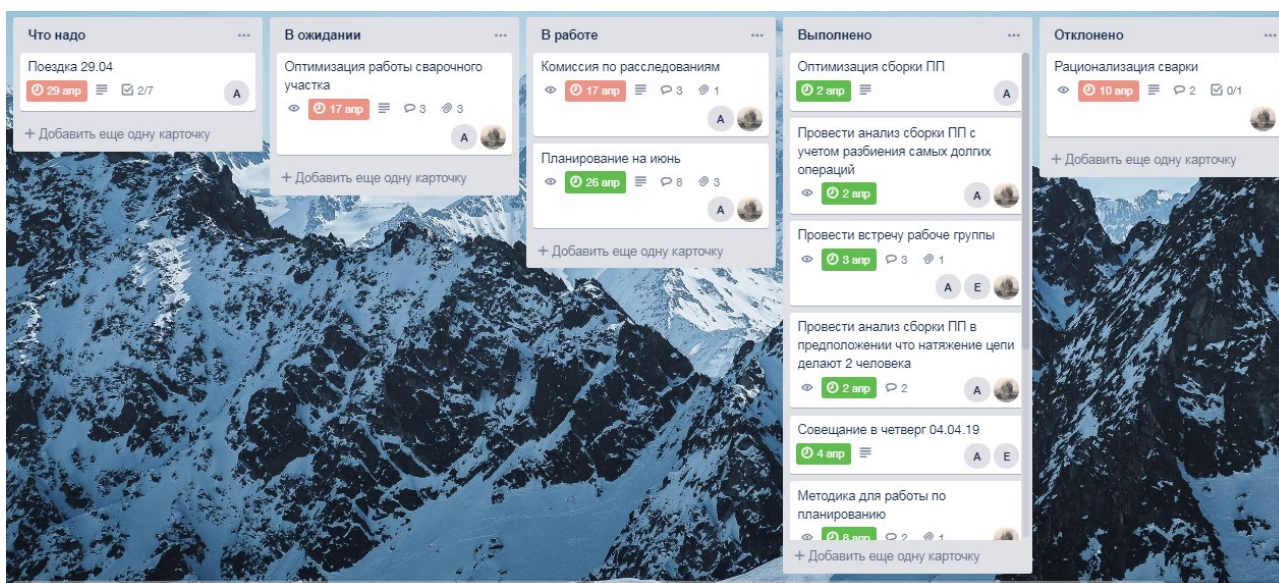 Что надо
Поездка 29.04
29 апр 2/7
A
+ Добавить еще одну карточку
В ожидании
Оптимизация работы сварочного
участка
17 апр 3 3
A
+ Добавить еще одну карточку
В работе
Комиссия по расследованиям
17 апр 3 1
A
Планирование на июнь
26 апр 8 3
A
+ Добавить еще одну карточку
Выполнено
Оптимизация сборки ПП
2 апр A
Провести анализ сборки ПП с
учетом разбиения самых долгих
операций
2 апр A
Провести встречу рабоче группы
3 апр 3 1
A E
Провести анализ сборки ПП в
предположении что натяжение цепи
делают 2 человека
2 апр 2 A
Совещание в четверг 04.04.19
4 апр A E
Методика для работы по
планированию
8 апр 2 1
+ Добавить еще одну карточку
Отклонено
Рационализация сварки
10 апр 2 0/1
+ Добавить еще одну карточку